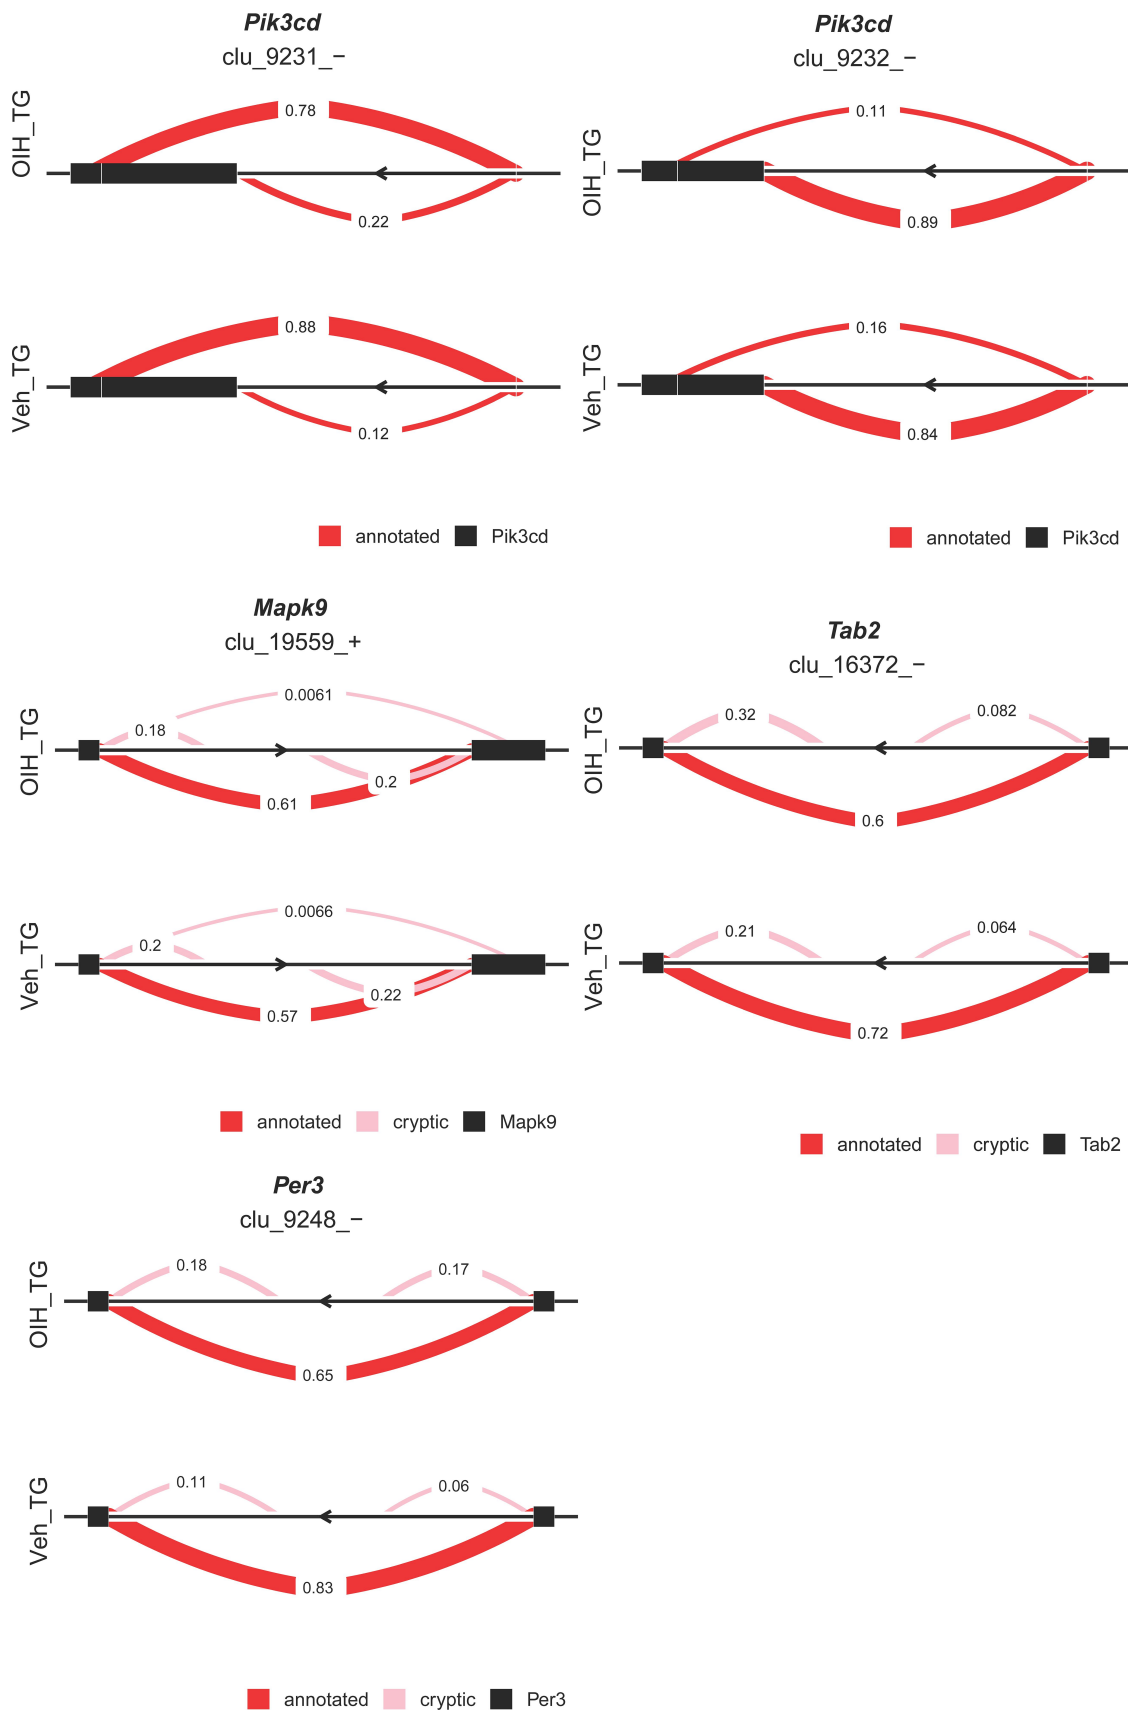 Pik3cd
clu_9231_−
OIH_TG
0.78
0.22
Veh_TG
0.88
0.12
annotated Pik3cd
Pik3cd
clu_9232_−
OIH_TG
0.11
0.89
Veh_TG
0.16
0.84
annotated Pik3cd
Mapk9
clu_19559_+
OIH_TG
0.0061
0.18
0.2
0.61
Veh_TG
0.0066
0.2
0.22
0.57
annotated cryptic Mapk9
Tab2
clu_16372_−
OIH_TG
0.32
0.082
0.6
Veh_TG
0.21
0.064
0.72
annotated cryptic Tab2
Per3
clu_9248_−
OIH_TG
0.18
0.17
0.65
Veh_TG
0.11
0.06
0.83
annotated cryptic Per3